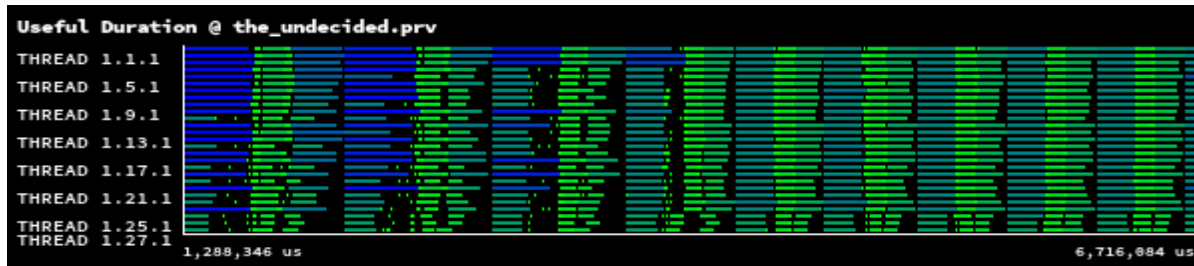 Useful Duration @ the_undecided.prv
THREAD 1.1.1
THREAD 1.5.1
THREAD 1.9.1
THREAD 1.13.1
THREAD 1.17.1
THREAD 1.21.1
THREAD 1.25.1
THREAD 1.27.1
1,288,346 us
6,716,084 us